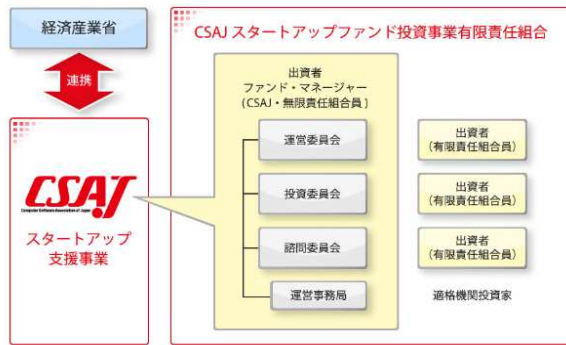 経済産業省
連携
CSAJ
Computer Software Association of Japan
スタートアップ
支援事業
CSAJ スタートアップファンド投資事業有限責任組合
出資者
ファンド・マネージャー
(CSAJ・無限責任組合員)
運営委員会
投資委員会
諮問委員会
運営事務局
出資者
(有限責任組合員)
出資者
(有限責任組合員)
出資者
(有限責任組合員)
適格機関投資家